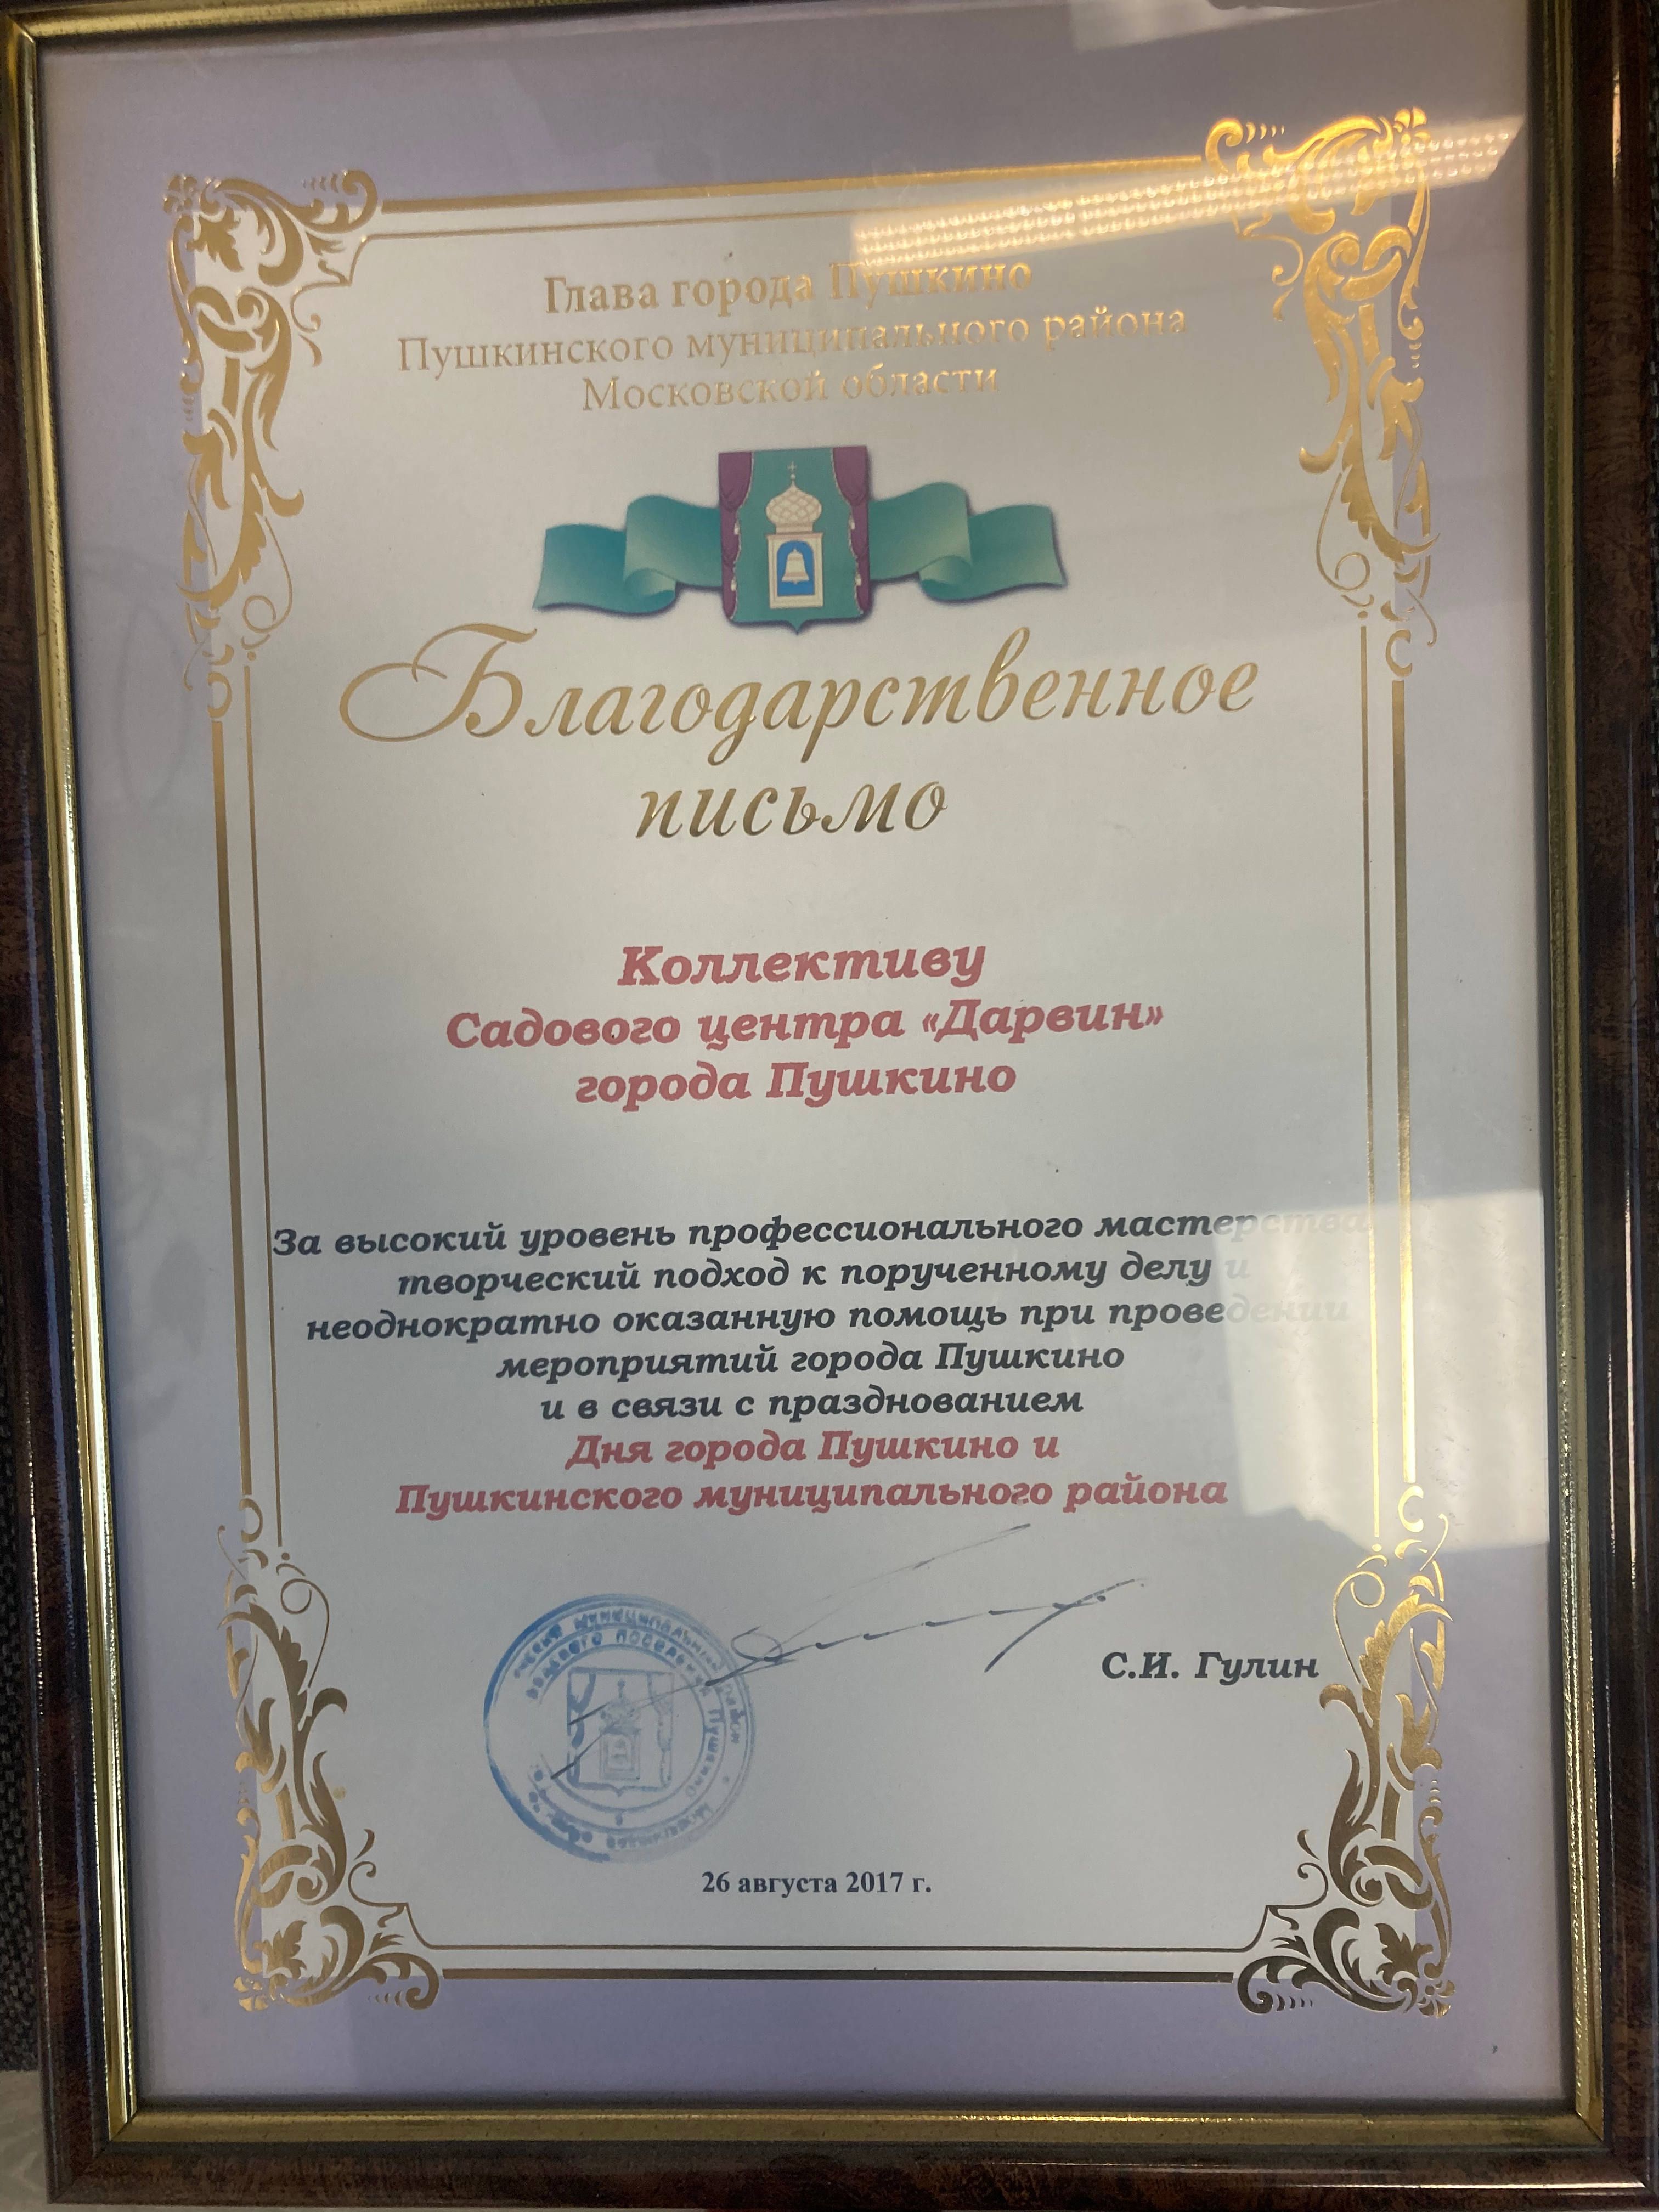 Глава города Пушкино
Пушкинского муниципального района
Московской области
Благодарственное
письмо
Коллективу
Садового центра «Дарвин»
города Пушкино
За высокий уровень профессионального мастерства
творческий подход к порученному делу и
неоднократно оказанную помощь при проведении
мероприятий города Пушкино
и в связи с празднованием
Дня города Пушкино и
Пушкинского муниципального района
С.И. Гулин
26 августа 2017 г.